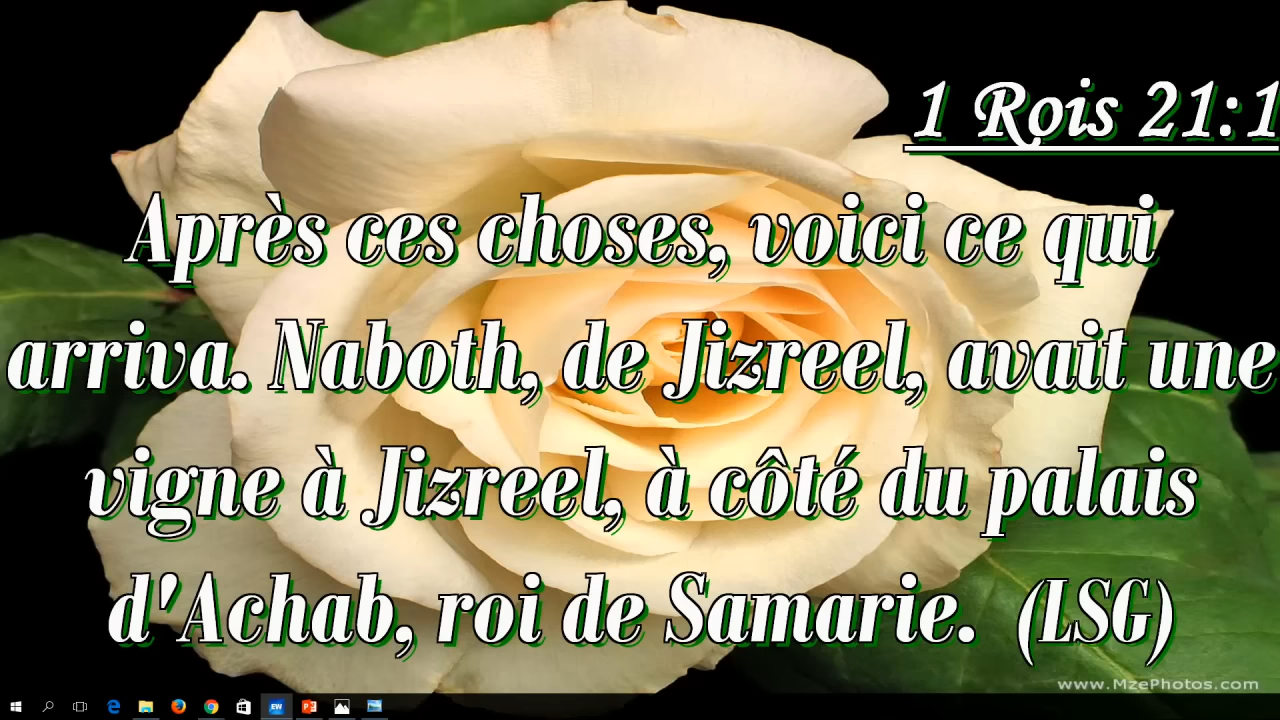 1 Rois 21:1
Après ces choses, voici ce qui
arriva. Naboth, de Jizreel, avait une
vigne à Jizreel, à côté du palais
d'Achab, roi de Samarie. (LSG)
www.MzePhotos.com
EW